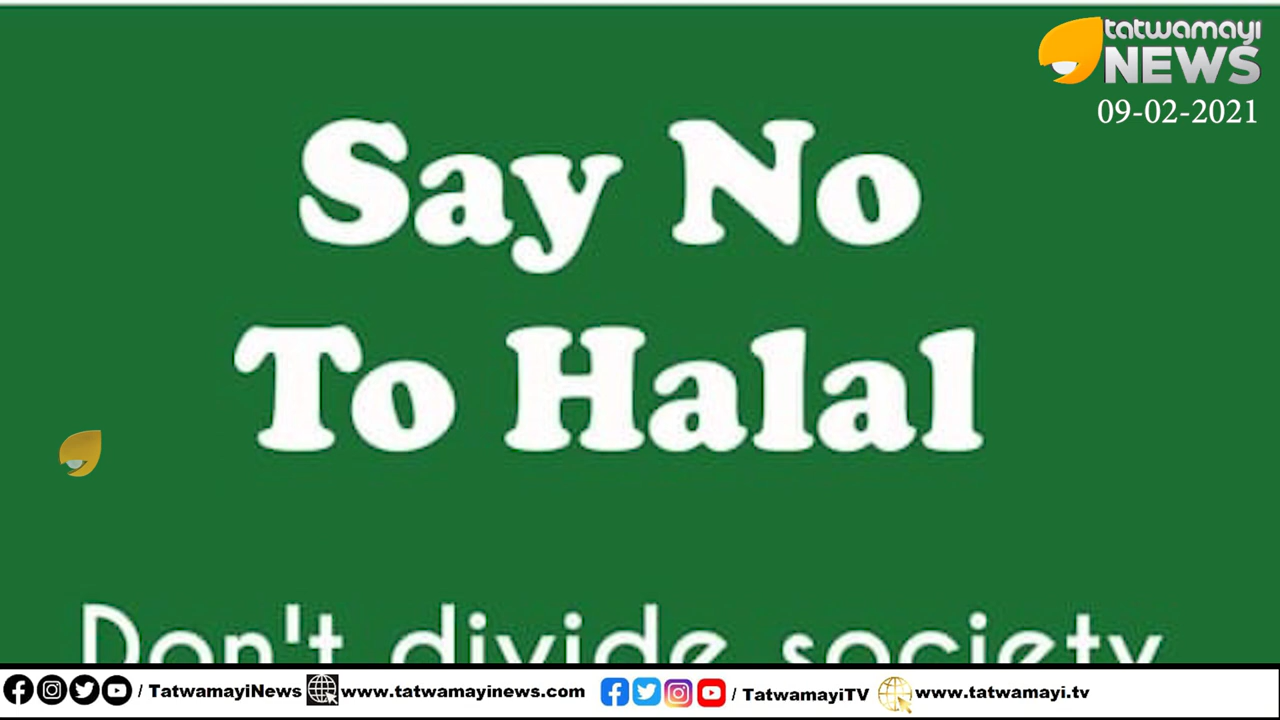 tatwamayi
NEWS
09-02-2021
Say No
To Halal
Don't divide society
/ TatwamayiNews www.tatwamayinews.com / TatwamayiTV www.tatwamayi.tv